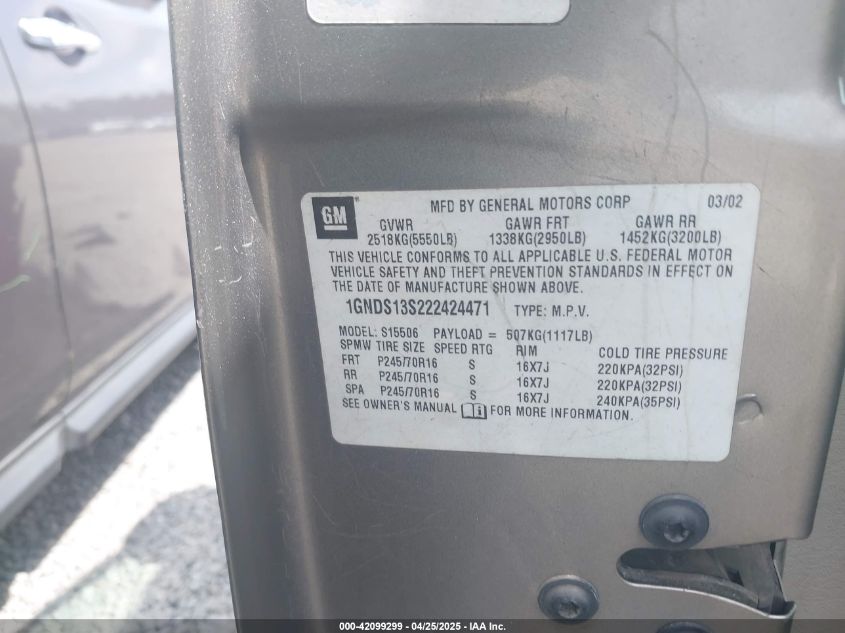 GM
MFD BY GENERAL MOTORS CORP 03/02
GVWR GAWR FRT GAWR RR
2518KG(5550LB) 1338KG(2950LB) 1452KG(3200LB)
THIS VEHICLE CONFORMS TO ALL APPLICABLE U.S. FEDERAL MOTOR
VEHICLE SAFETY AND THEFT PREVENTION STANDARDS IN EFFECT ON
THE DATE OF MANUFACTURE SHOWN ABOVE.
1GNDS13S222424471 TYPE: M.P.V.
MODEL: S15506 PAYLOAD = 507KG(1117LB)
SPMW TIRE SIZE SPEED RTG RIM COLD TIRE PRESSURE
FRT P245/70R16 S 16X7J 220KPA(32PSI)
RR P245/70R16 S 16X7J 220KPA(32PSI)
SPA P245/70R16 S 16X7J 240KPA(35PSI)
SEE OWNER'S MANUAL FOR MORE INFORMATION.
000-42099299 - 04/25/2025 - IAA Inc.